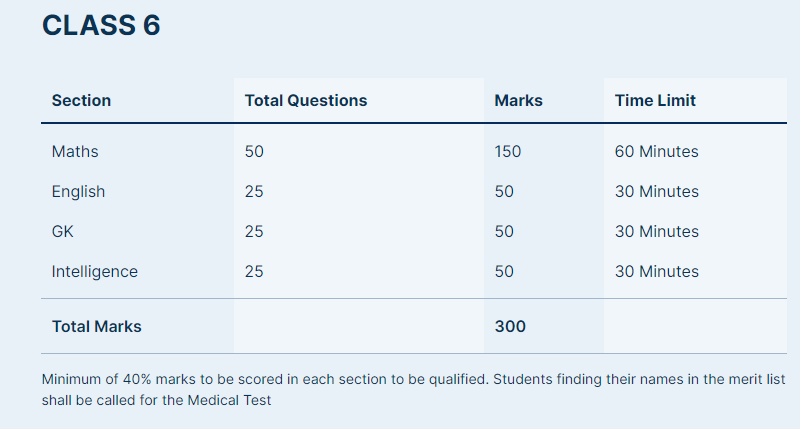 CLASS 6
Section Total Questions Marks Time Limit
Maths 50 150 60 Minutes
English 25 50 30 Minutes
GK 25 50 30 Minutes
Intelligence 25 50 30 Minutes
Total Marks 300
Minimum of 40% marks to be scored in each section to be qualified. Students finding their names in the merit list
shall be called for the Medical Test